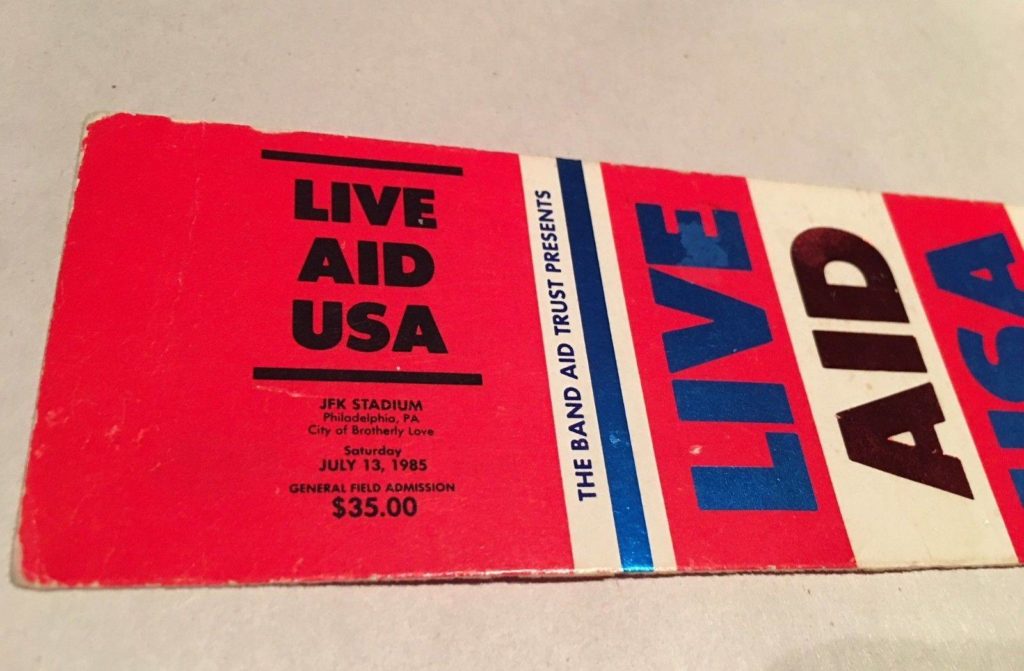 LIVE
AID
USA
JFK STADIUM
Philadelphia, PA
City of Brotherly Love
Saturday
JULY 13, 1985
GENERAL FIELD ADMISSION
$35.00
THE BAND AID TRUST PRESENTS
LIVE
AID
USA